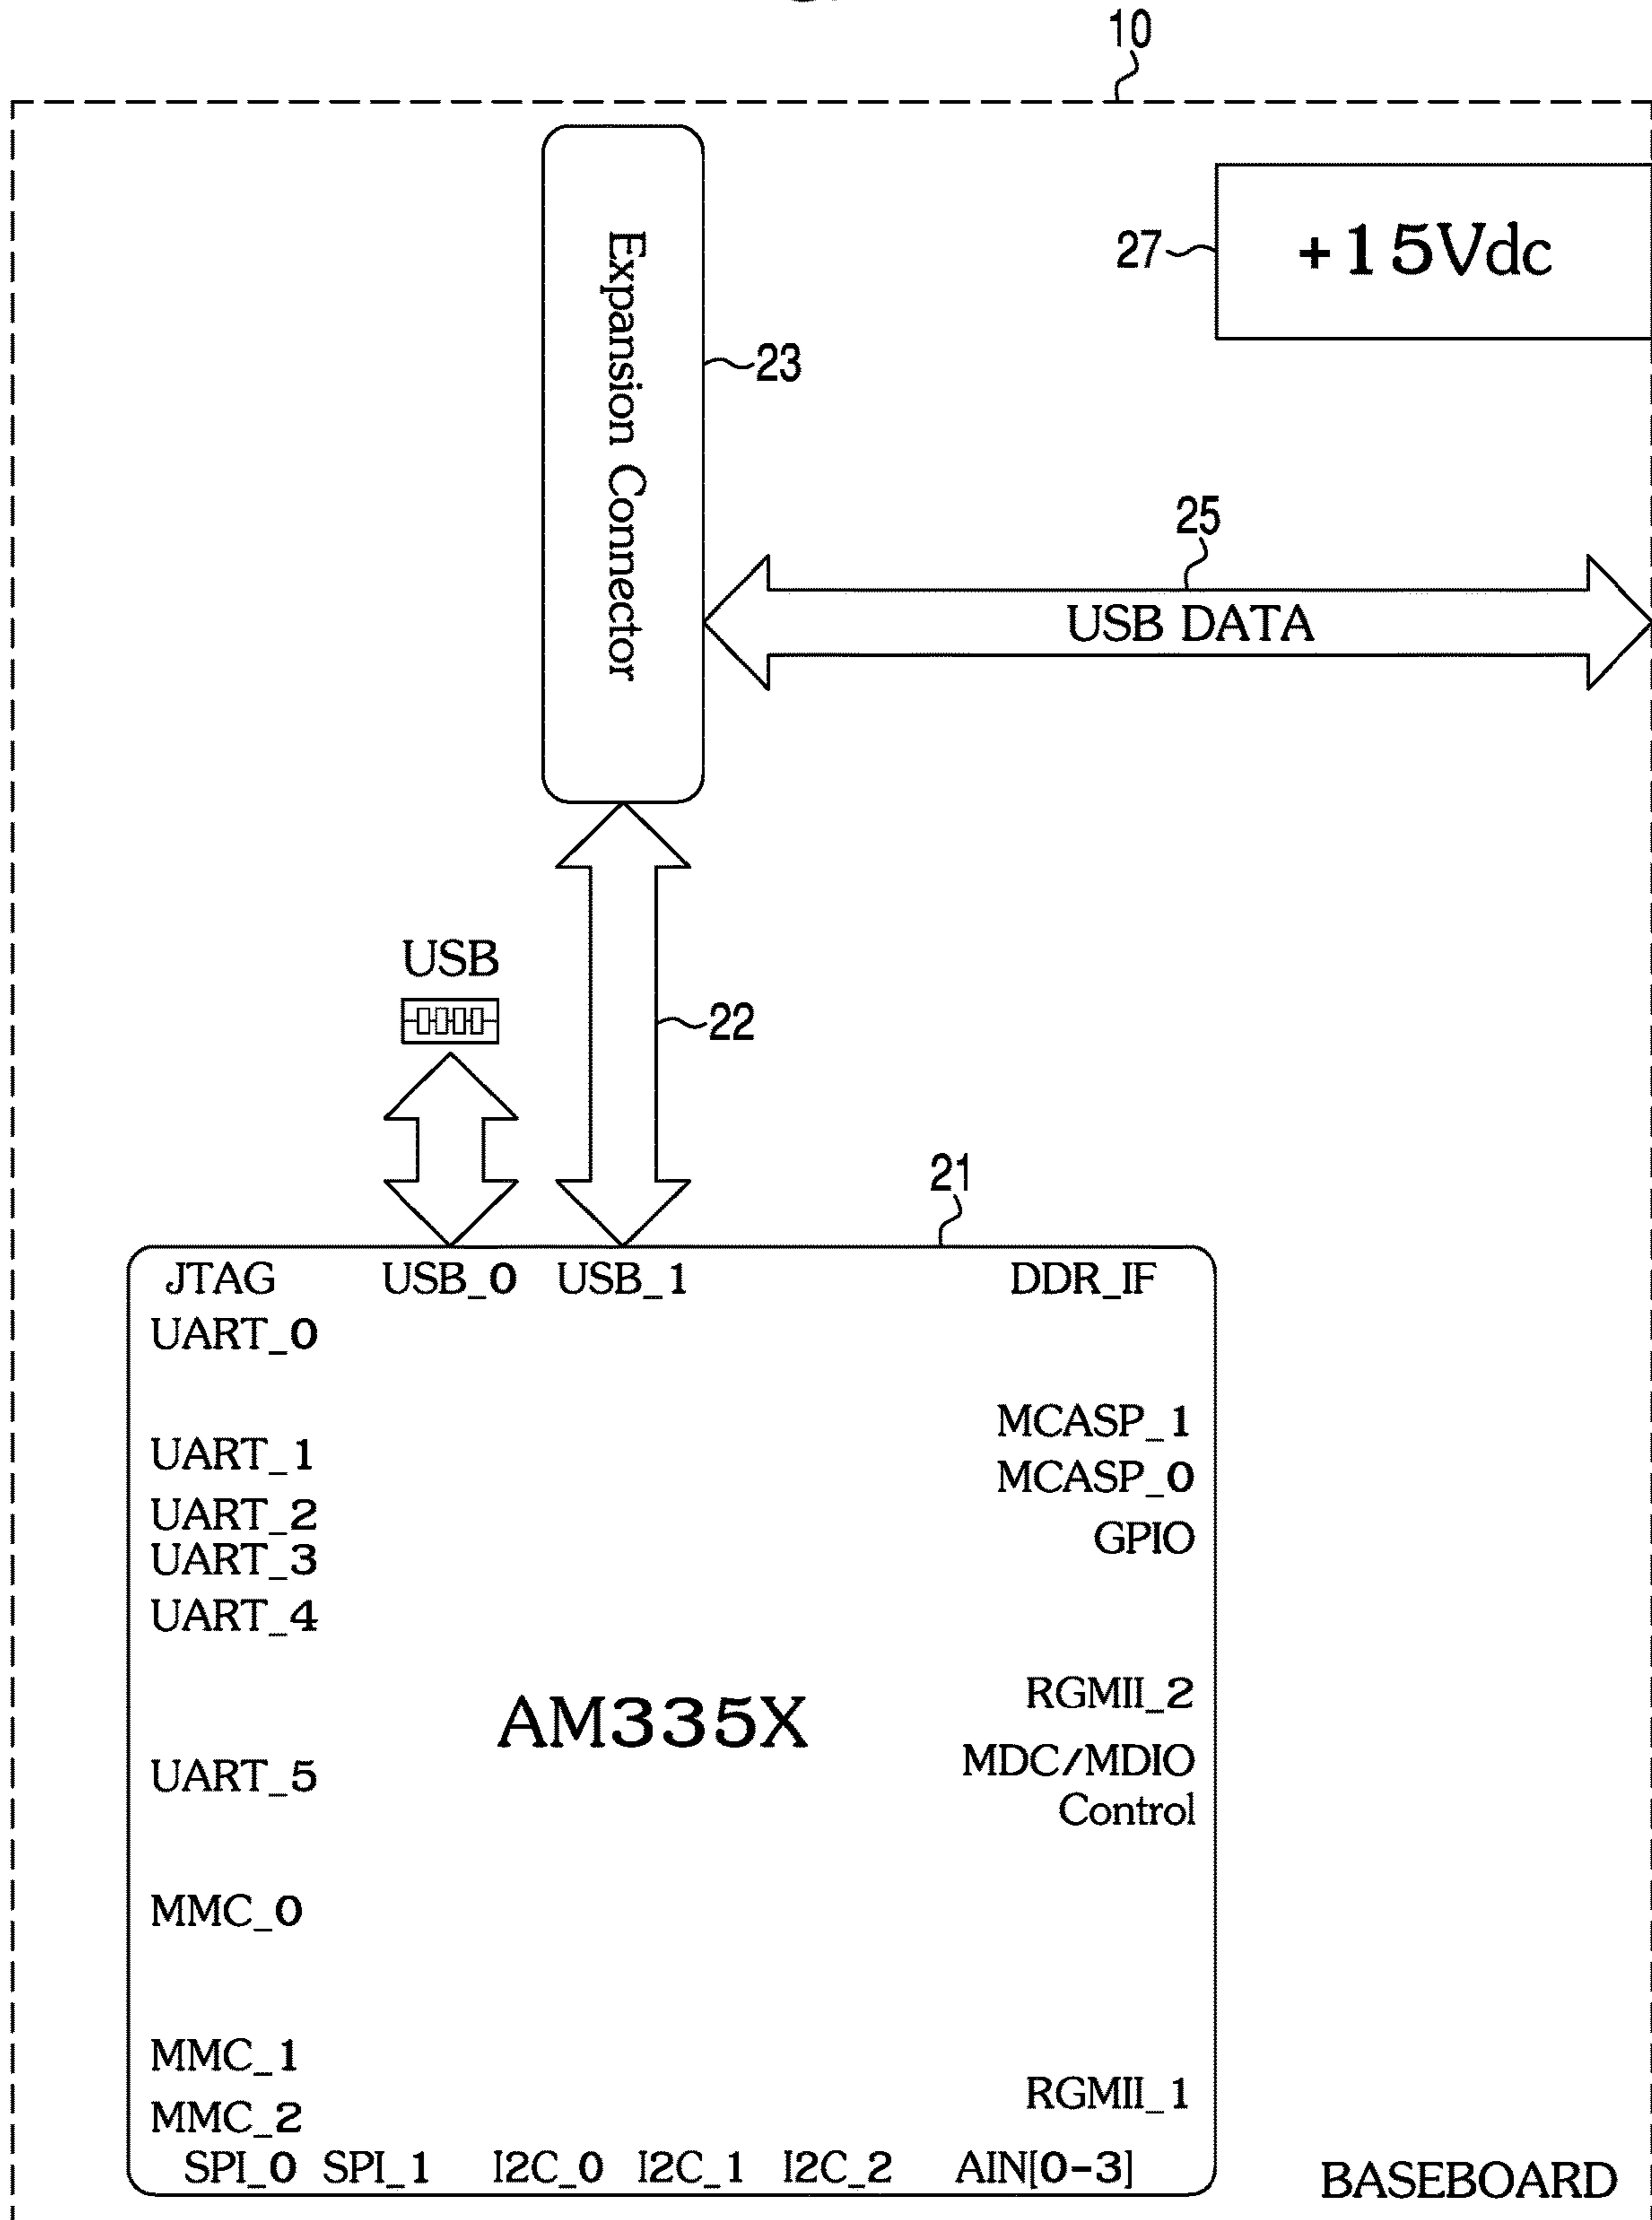 10
+15Vdc
27
Expansion Connector
23
25
USB DATA
USB
22
21
JTAG USB_0 USB_1 DDR_IF
UART_0
MCASP_1
UART_1
MCASP_0
UART_2
GPIO
UART_3
UART_4
RGMII_2
AM335X
MDC/MDIO
Control
UART_5
MMC_0
MMC_1
RGMII_1
MMC_2
SPI_0 SPI_1 I2C_0 I2C_1 I2C_2 AIN[0-3]
BASEBOARD